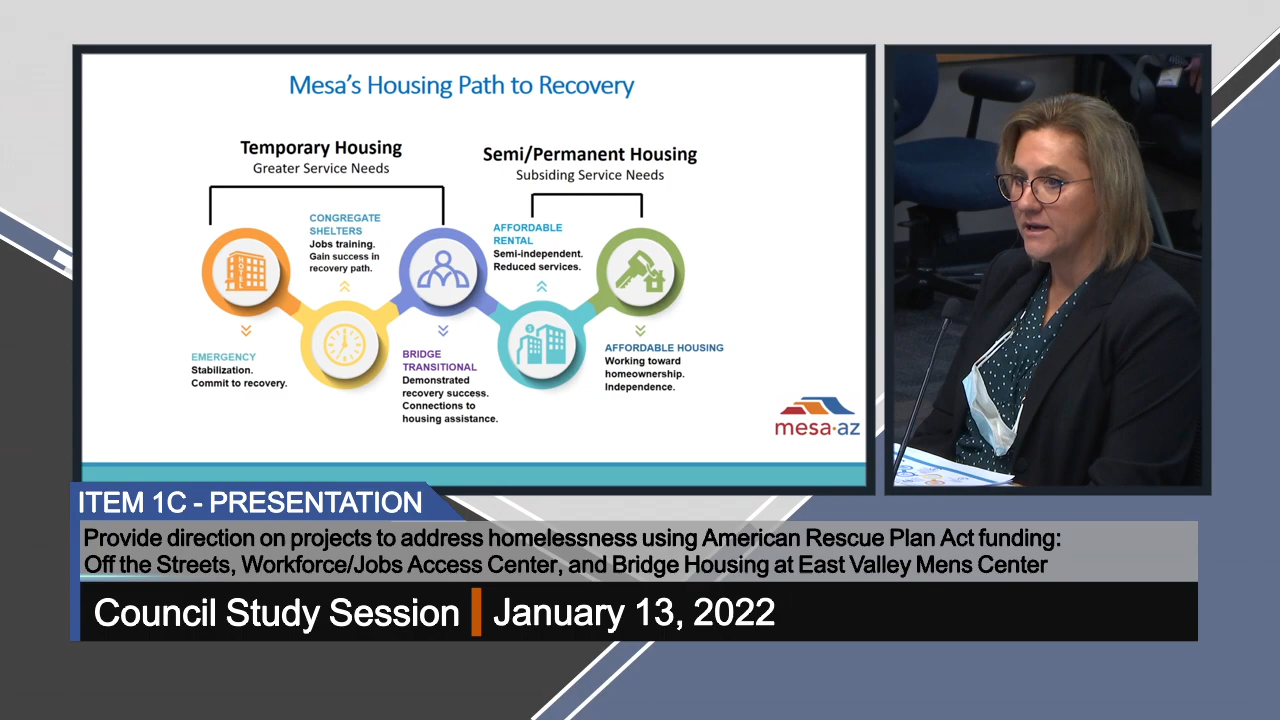 Mesa's Housing Path to Recovery
Temporary Housing
Greater Service Needs
Semi/Permanent Housing
Subsiding Service Needs
CONGREGATE
SHELTERS
Jobs training.
Gain success in
recovery path.
AFFORDABLE
RENTAL
Semi-independent.
Reduced services.
HOTEL
EMERGENCY
Stabilization.
Commit to recovery.
BRIDGE
TRANSITIONAL
Demonstrated
recovery success.
Connections to
housing assistance.
AFFORDABLE HOUSING
Working toward
homeownership.
Independence.
mesa·az
ITEM 1C - PRESENTATION
Provide direction on projects to address homelessness using American Rescue Plan Act funding:
Off the Streets, Workforce/Jobs Access Center, and Bridge Housing at East Valley Mens Center
Council Study Session
January 13, 2022